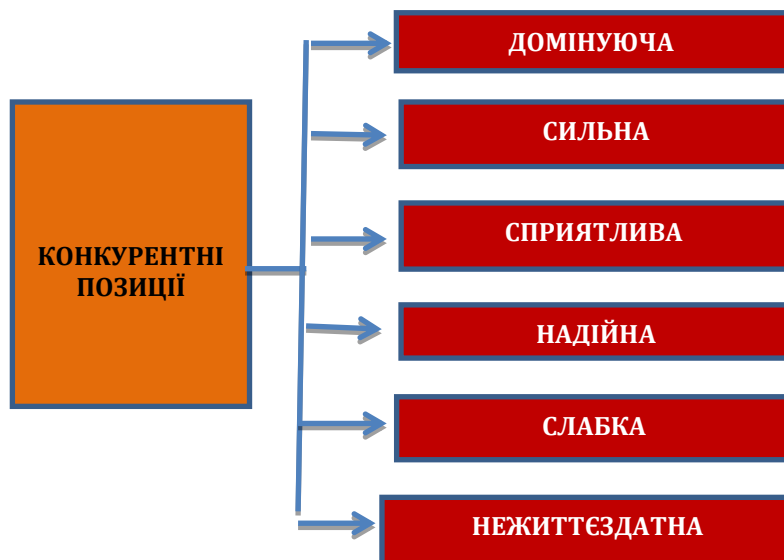 КОНКУРЕНТНІ
ПОЗИЦІЇ
ДОМІНУЮЧА
СИЛЬНА
СПРИЯТЛИВА
НАДІЙНА
СЛАБКА
НЕЖИТТЄЗДАТНА